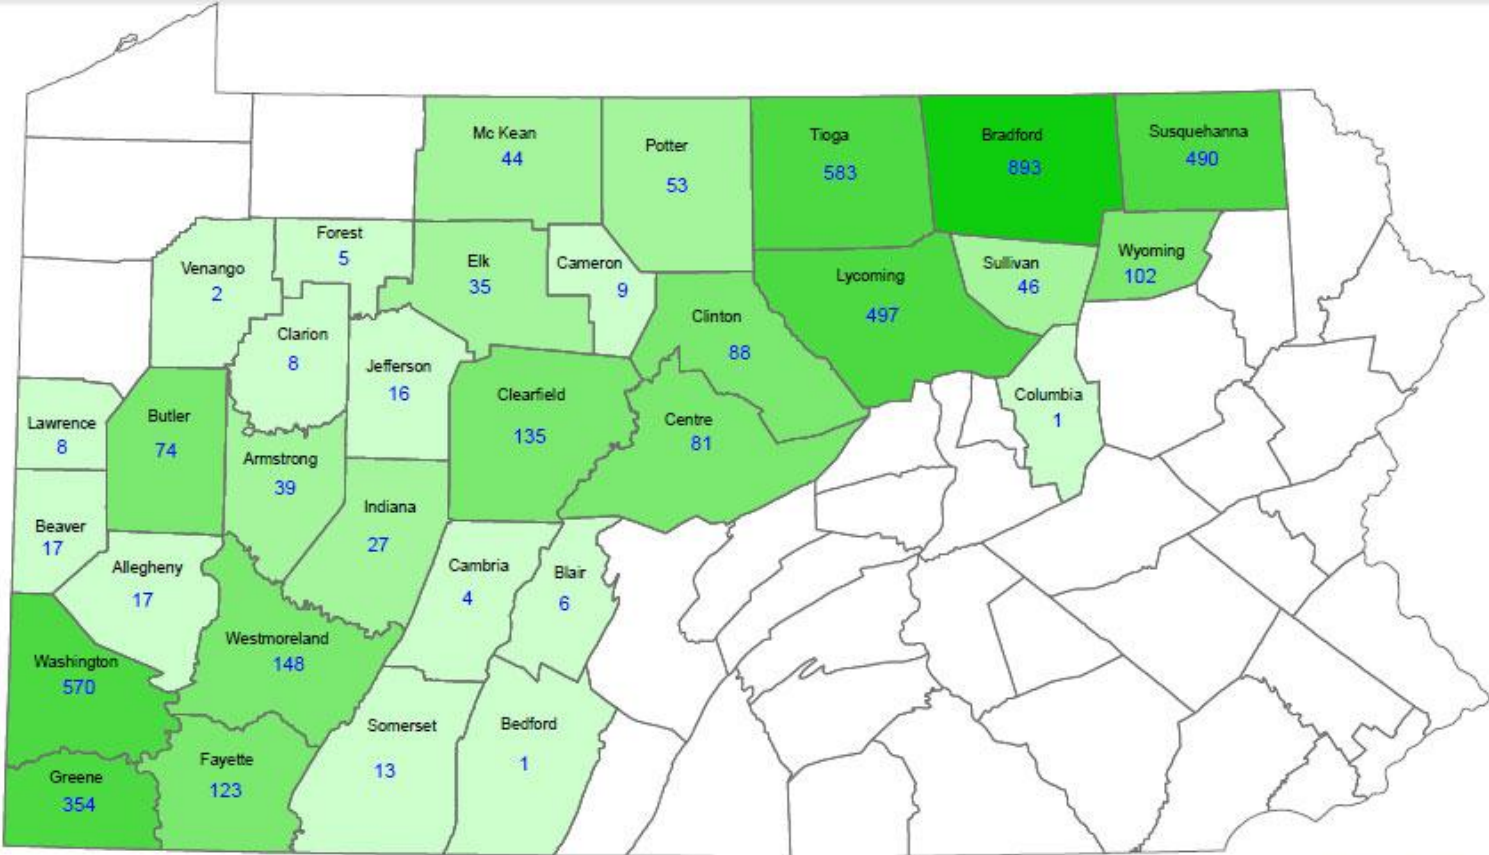 Mc Kean
44
Potter
53
Tioga
583
Bradford
893
Susquehanna
490
Venango
2
Forest
5
Elk
35
Cameron
9
Lycoming
497
Sullivan
46
Wyoming
102
Clarion
8
Jefferson
16
Clinton
88
Clearfield
135
Centre
81
Columbia
1
Lawrence
8
Butler
74
Armstrong
39
Indiana
27
Beaver
17
Allegheny
17
Cambria
4
Blair
6
Westmoreland
148
Washington
570
Fayette
123
Somerset
13
Bedford
1
Greene
354